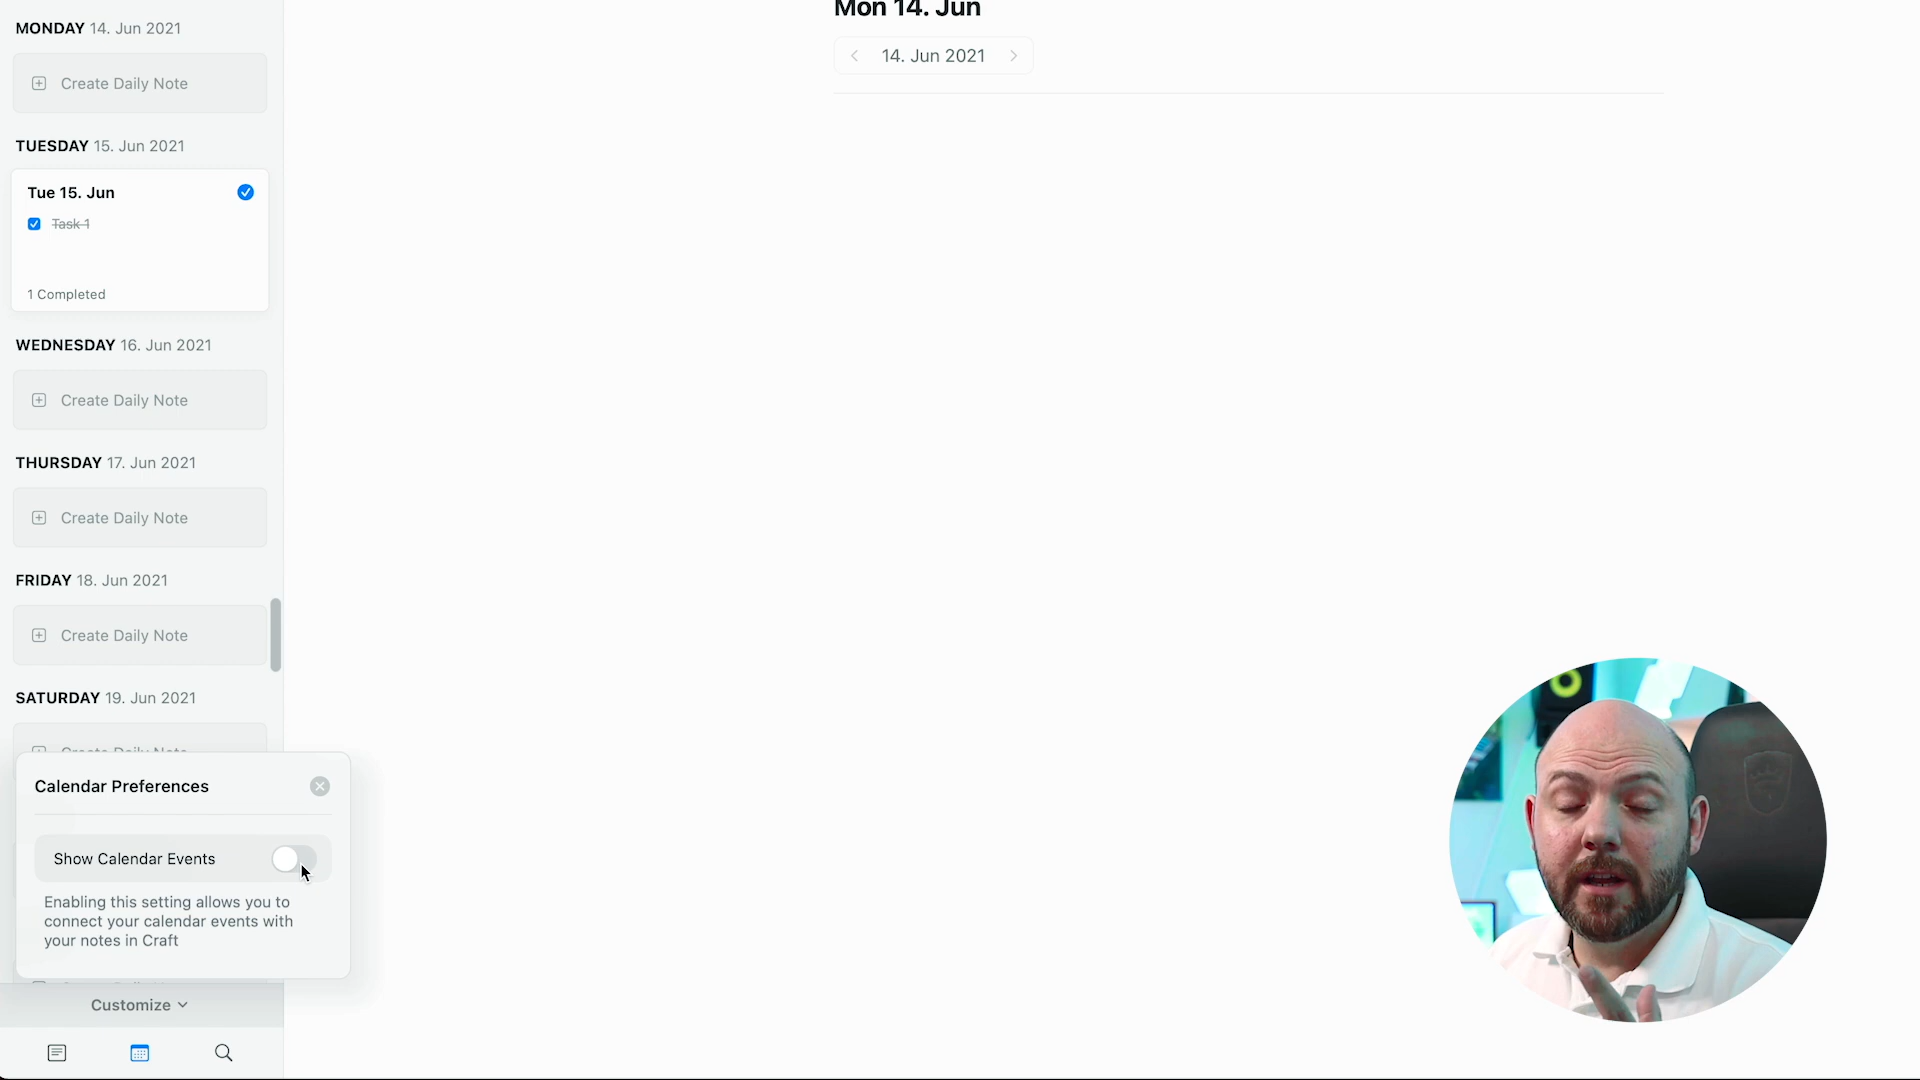 MONDAY 14. Jun 2021
Create Daily Note
TUESDAY 15. Jun 2021
Tue 15. Jun
Task 1
1 Completed
WEDNESDAY 16. Jun 2021
Create Daily Note
THURSDAY 17. Jun 2021
Create Daily Note
FRIDAY 18. Jun 2021
Create Daily Note
SATURDAY 19. Jun 2021
Create Daily Note
Calendar Preferences
Show Calendar Events
Enabling this setting allows you to
connect your calendar events with
your notes in Craft
Customize
Mon 14. Jun
14. Jun 2021